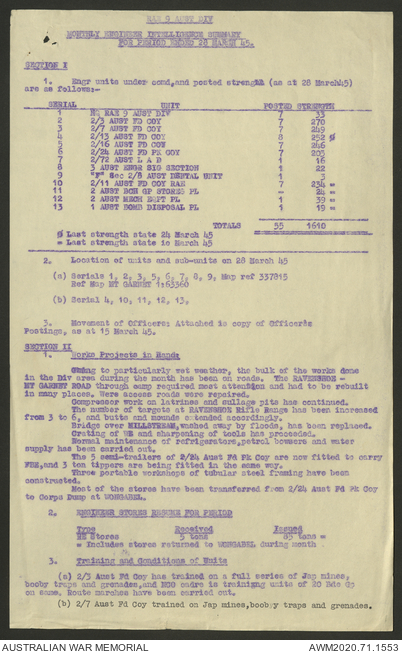 RAE 9 AUST DIV
MONTHLY ENGINEER INTELLIGENCE SUMMARY
FOR PERIOD ENDED 28 MARCH 45.
SECTION I
1. Engr units under comd, and posted strength (as at 28 March45)
are as follows:-
SERIAL UNIT POSTED STRENGTH
1 HQ RAE 9 AUST DIV 7 33
2 2/3 AUST FD COY 7 270
3 2/7 AUST FD COY 7 249
4 2/13 AUST FD COY 8 252 Ø
5 2/16 AUST FD COY 7 246
6 2/24 AUST FD PK COY 7 203
7 2/72 AUST L A D 1 16
8 3 AUST ENGR SIG SECTION 1 22
9 "F" Sec 2/8 AUST DENTAL UNIT 1 3
10 2/11 AUST FD COY RAE 7 234 =
11 2 AUST BCH GP STORES PL – 24 =
12 2 AUST MECH EQPT PL 1 39 =
13 1 AUST BOMB DISPOSAL PL 1 19 =
TOTALS 55 1610
Ø Last strength state 24 March 45
= Last strength state 10 March 45
2. Location of units and sub-units on 28 March 45
(a) Serials 1, 2, 3, 5, 6, 7, 8, 9, Map ref 337815
Ref Map MT GARNET 1:63360
(b) Serial 4, 10, 11, 12, 13,
3. Movement of Officers: Attached is copy of Officers
Postings, as at 15 March 45.
SECTION II
1. Works Projects in Hand:
Owing to particularly wet weather, the bulk of the works done
in the Div area during the month has been on roads. The RAVENSHOE –
MT GARNET ROAD through camp required most attention and had to be rebuilt
in many places. Were access roads were repaired.
Compressor work on latrines and sullage pits has continued.
The number of targets at RAVENSHOE Rifle Range has been increased
from 3 to 6, and butts and mounds extended accordingly.
Bridge over MILLSTREAM, washed away by floods, has been replaced.
Crating of WE and sharpening of tools has proceeded.
Normal maintenance of refrigerators, petrol bowsers and water
supply has been carried out.
The 5 semi-trailers of 2/24 Aust Fd Pk Coy are now fitted to carry
FBE, and 3 ton tippers are being fitted in the same way.
Three portable workshops of tubular steel framing have been
constructed.
Most of the stores have been transferred from 2/24 Aust Fd Pk Coy
to Corps Dump at WONGABEL.
2. ENGINEER STORES RESUME FOR PERIOD
Type Received Issued
RE Stores 5 tons 85 tons =
= Includes stores returned to WONGABEL during month
3. Training and Conditions of Units
(a) 2/3 Aust Fd Coy has trained on a full series of Jap mines,
booby traps and grenades, and NCO cadre is training units of 20 Bde Gp
on same. Route marches have been carried out.
(b) 2/7 Aust Fd Coy trained on Jap mines, booby traps and grenades.
AUSTRALIAN WAR MEMORIAL
AWM2020.71.1553